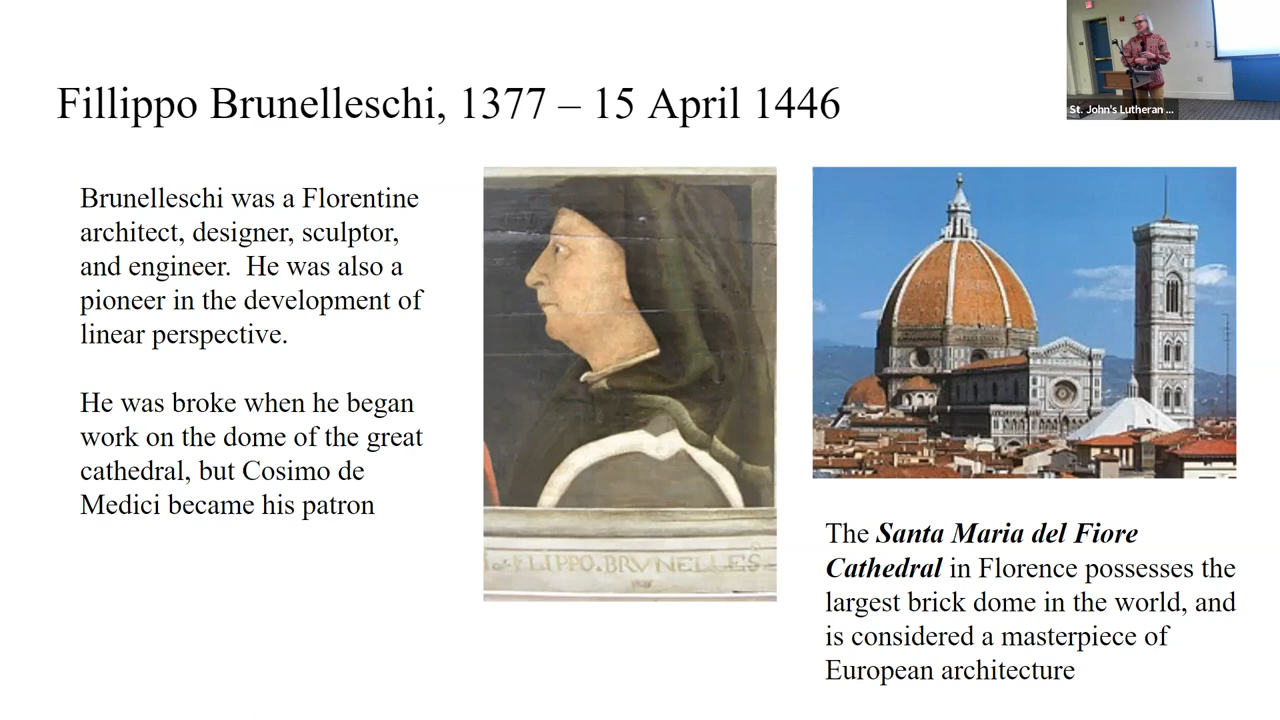 Fillippo Brunelleschi, 1377 – 15 April 1446
St. John's Lutheran ...
Brunelleschi was a Florentine
architect, designer, sculptor,
and engineer.  He was also a
pioneer in the development of
linear perspective.
He was broke when he began
work on the dome of the great
cathedral, but Cosimo de
Medici became his patron
The Santa Maria del Fiore
Cathedral in Florence possesses the
largest brick dome in the world, and
is considered a masterpiece of
European architecture